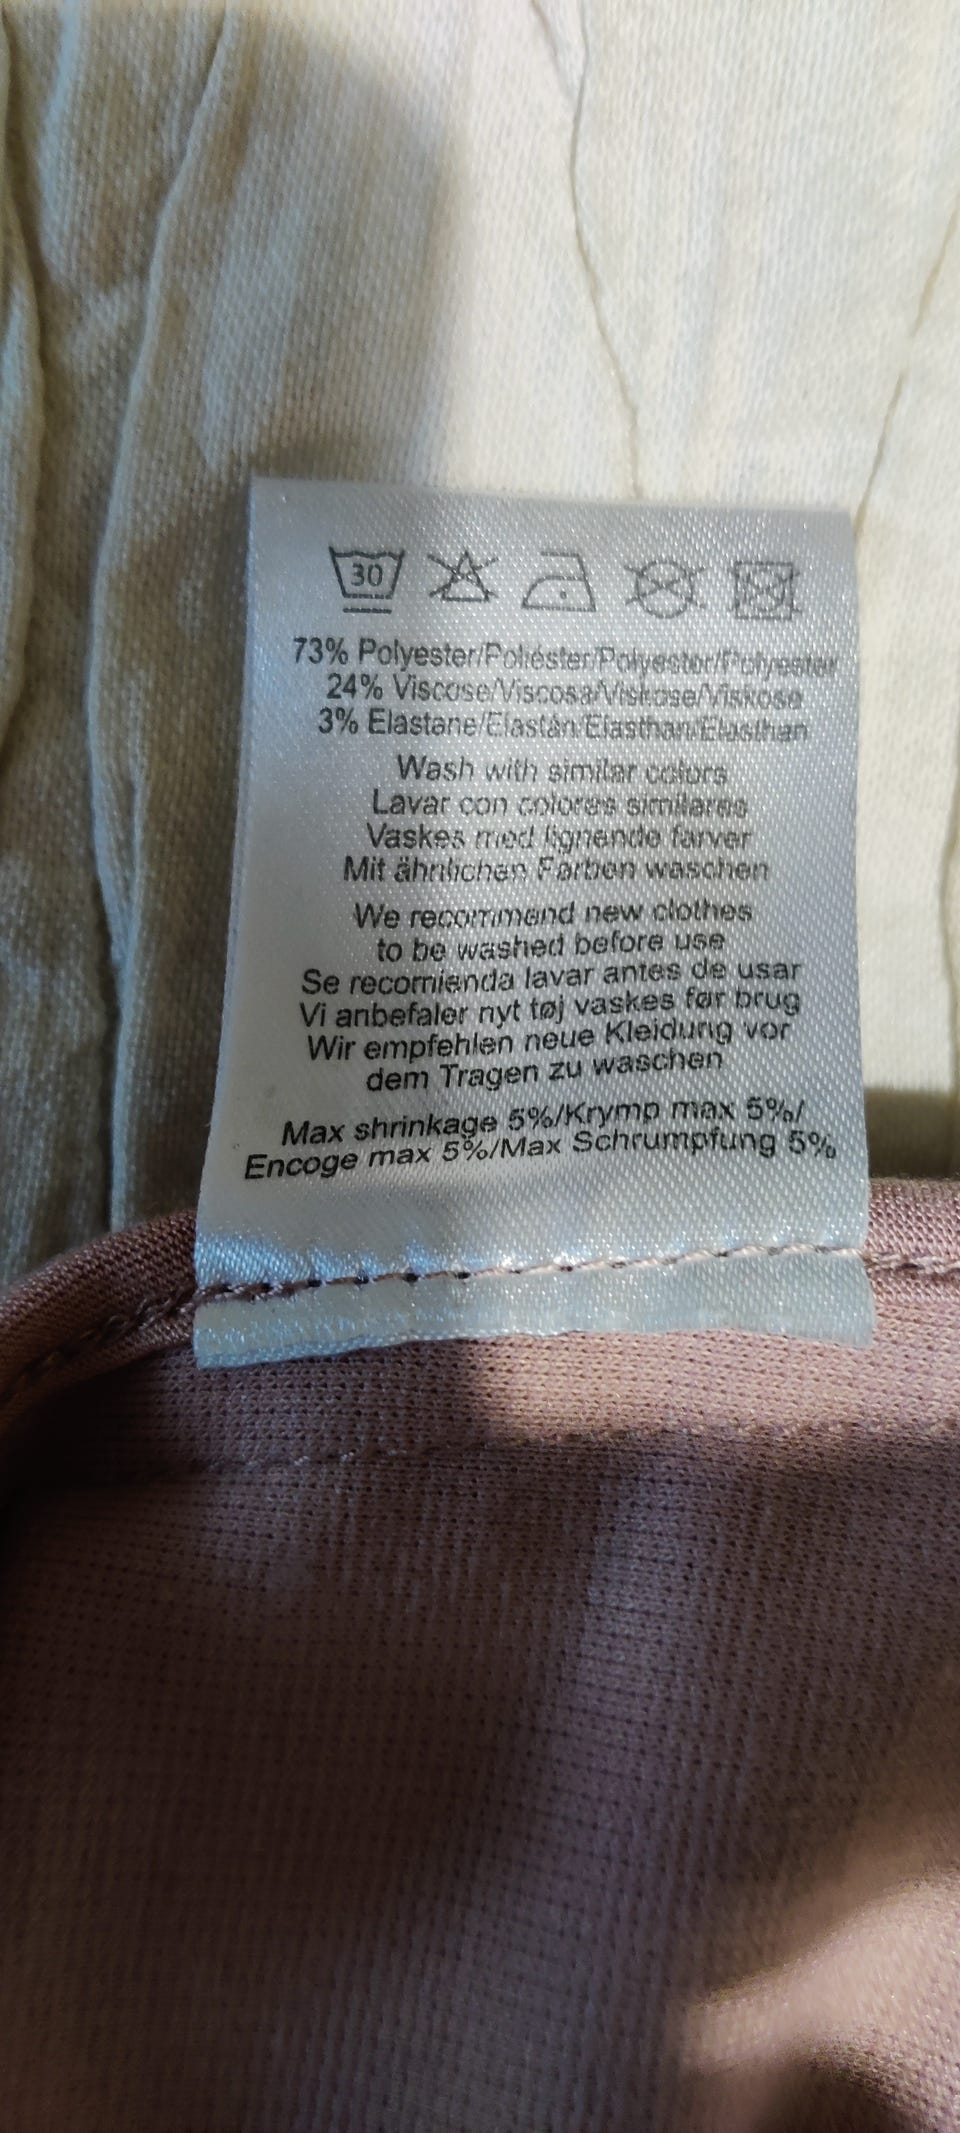 30
73% Polyester/Poliéster/Polyester/Polyester
24% Viscose/Viscosa/Viskose/Viskose
3% Elastane/Elastán/Elasthan/Elasthan
Wash with similar colors
Lavar con colores similares
Vaskes med lignende farver
Mit ähnlichen Farben waschen
We recommend new clothes
to be washed before use
Se recomienda lavar antes de usar
Vi anbefaler nyt tøj vaskes før brug
Wir empfehlen neue Kleidung vor
dem Tragen zu waschen
Max shrinkage 5%/Krymp max 5%/
Encoge max 5%/Max Schrumpfung 5%